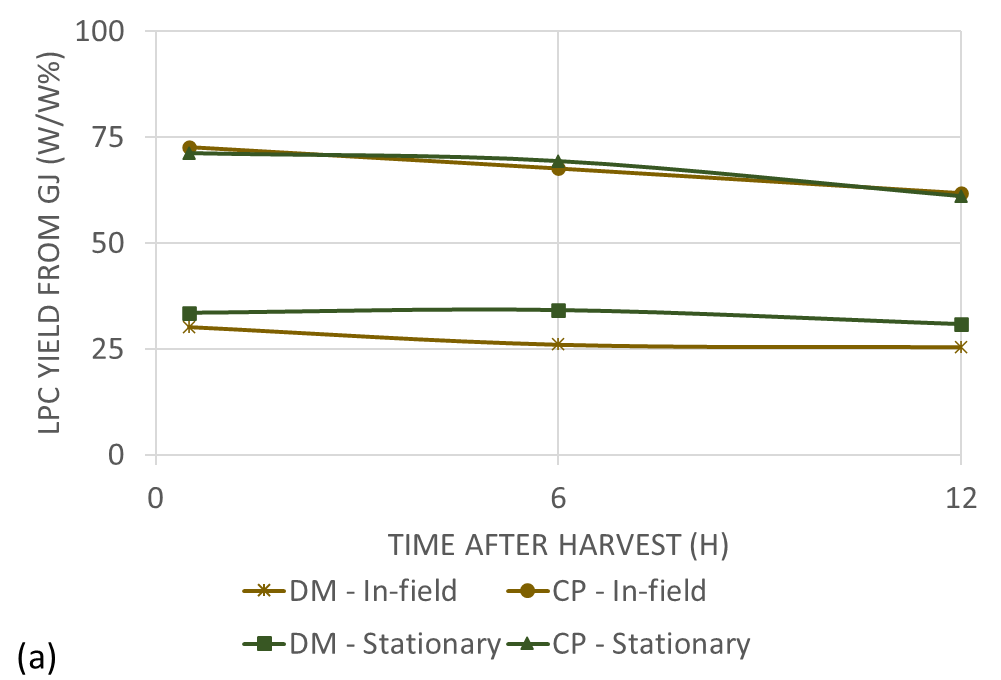 LPC YIELD FROM GJ (W/W%)
100
75
50
25
0
0 6 12
TIME AFTER HARVEST (H)
DM - In-field CP - In-field
DM - Stationary CP - Stationary
(a)